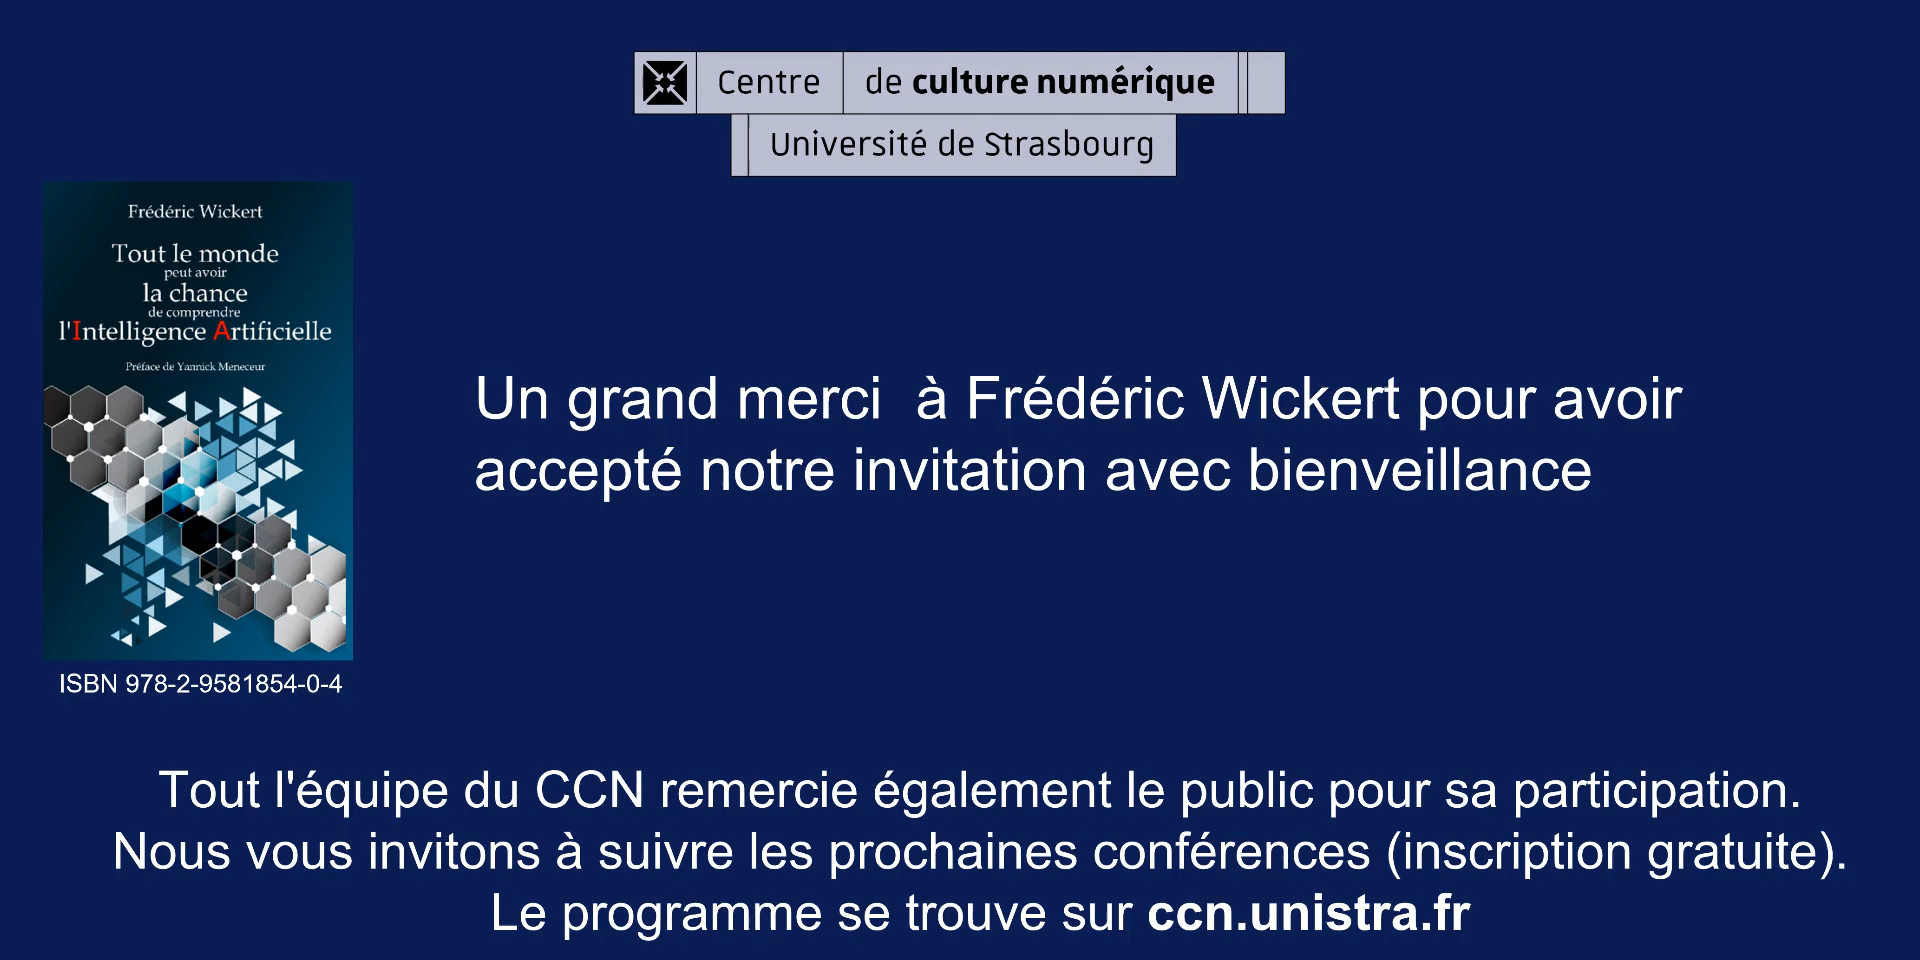 Centre de culture numérique
Université de Strasbourg
Frédéric Wickert
Tout le monde
peut avoir
la chance
de comprendre
l'Intelligence Artificielle
Préface de Yannick Meneceur
ISBN 978-2-9581854-0-4
Un grand merci  à Frédéric Wickert pour avoir
accepté notre invitation avec bienveillance
Tout l'équipe du CCN remercie également le public pour sa participation.
Nous vous invitons à suivre les prochaines conférences (inscription gratuite).
Le programme se trouve sur ccn.unistra.fr